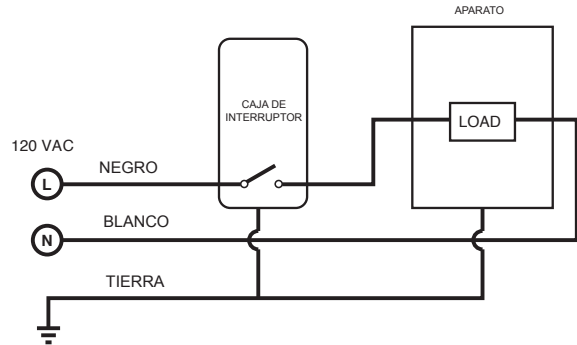 APARATO
CAJA DE
INTERRUPTOR
LOAD
120 VAC
NEGRO
L
BLANCO
N
TIERRA